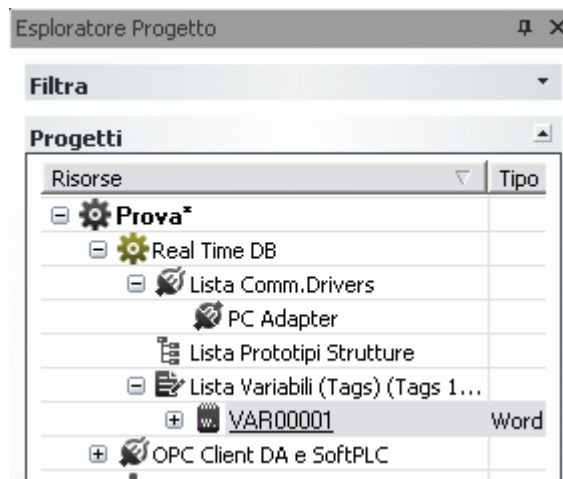 Esploratore Progetto
Filtra
Progetti
Risorse Tipo
Prova*
Real Time DB
Lista Comm.Drivers
PC Adapter
Lista Prototipi Strutture
Lista Variabili (Tags) (Tags 1...
VAR00001 Word
OPC Client DA e SoftPLC